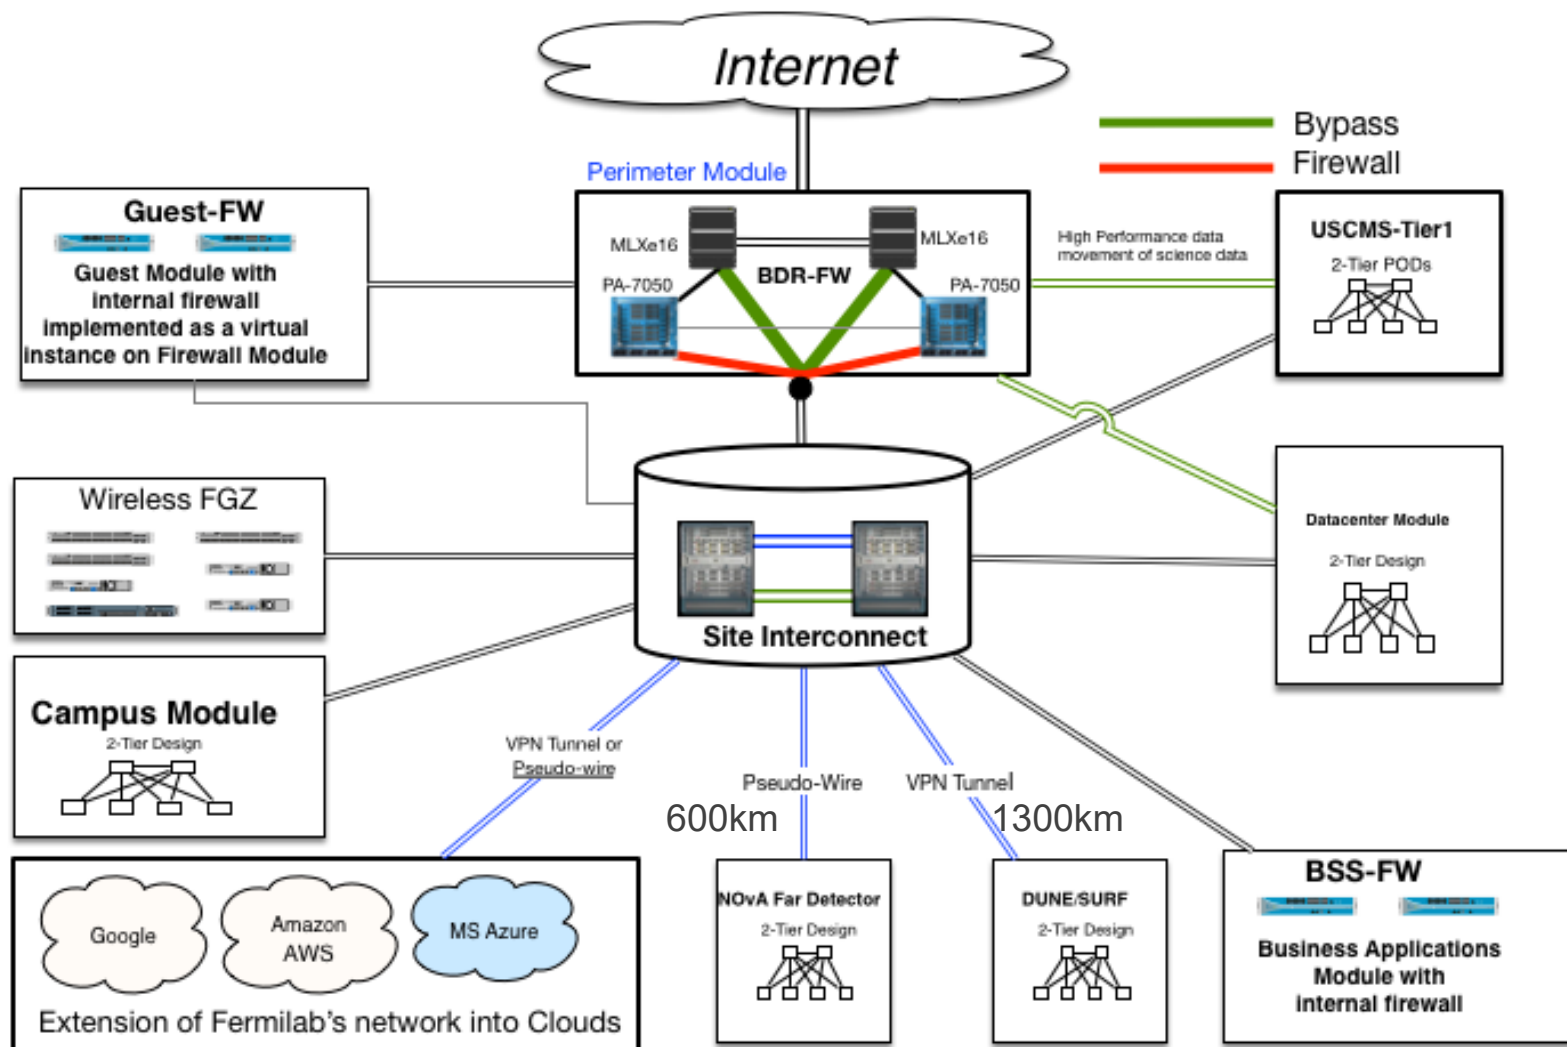 Internet
Bypass
Firewall
Perimeter Module
Guest-FW
Guest Module with
internal firewall
implemented as a virtual
instance on Firewall Module
MLXe16
MLXe16
BDR-FW
PA-7050
PA-7050
High Performance data
movement of science data
USCMS-Tier1
2-Tier PODs
Wireless FGZ
Site Interconnect
Datacenter Module
2-Tier Design
Campus Module
2-Tier Design
VPN Tunnel or
Pseudo-wire
Pseudo-Wire
600km
VPN Tunnel
1300km
Google
Amazon
AWS
MS Azure
Extension of Fermilab's network into Clouds
NOvA Far Detector
2-Tier Design
DUNE/SURF
2-Tier Design
BSS-FW
Business Applications
Module with
internal firewall